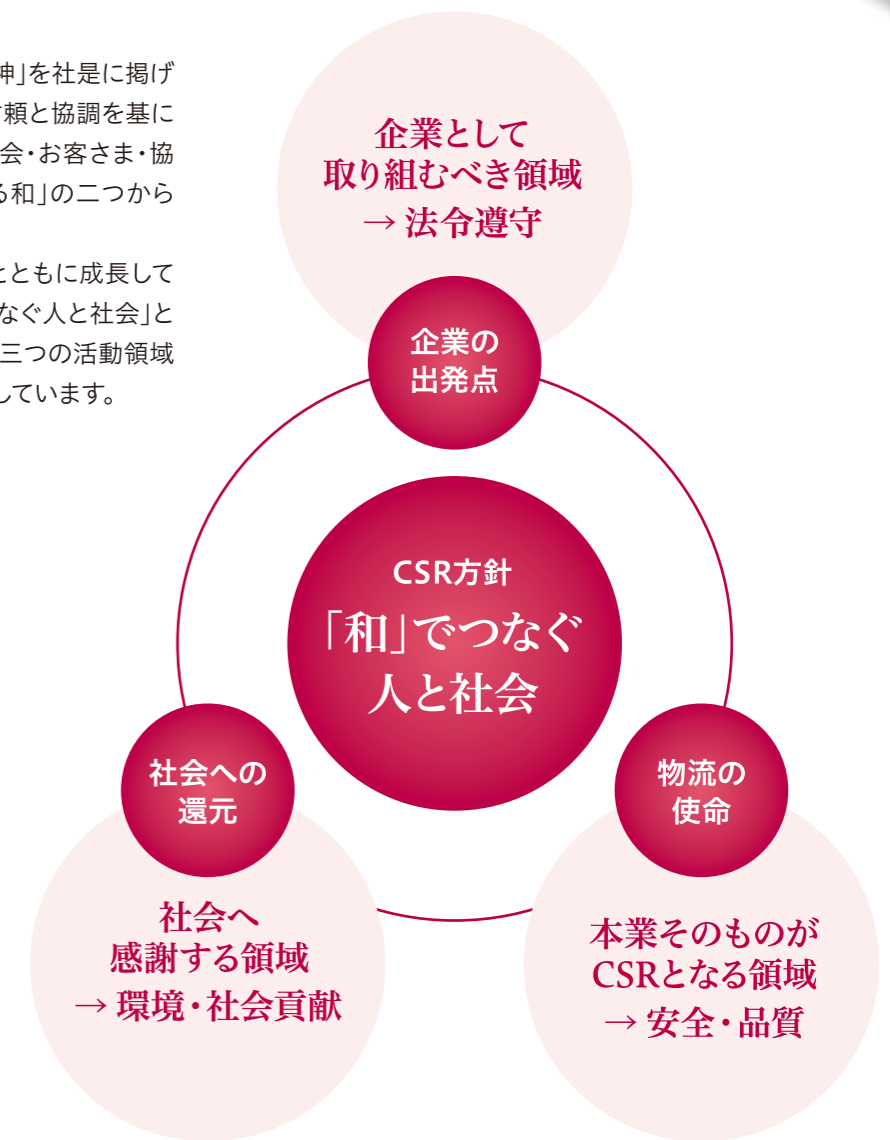 神」を社是に掲げ
頼と協調を基に
会・お客さま・協
る和」の二つから
とともに成長して
なぐ人と社会」と
三つの活動領域
しています。
企業として
取り組むべき領域
→ 法令遵守
企業の
出発点
CSR方針
「和」でつなぐ
人と社会
社会への
還元
社会へ
感謝する領域
→ 環境・社会貢献
物流の
使命
本業そのものが
CSRとなる領域
→ 安全・品質